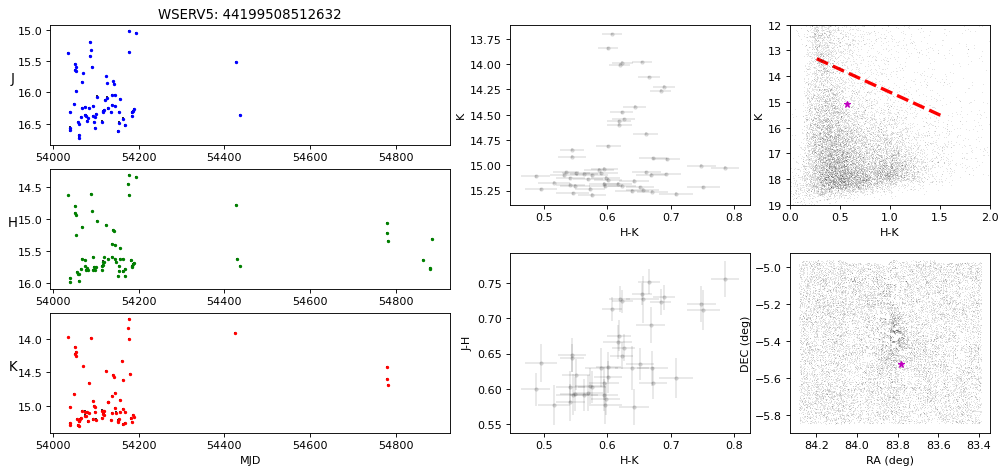 WSERV5: 44199508512632
J
15.0
15.5
16.0
16.5
54000 54200 54400 54600 54800
H
14.5
15.0
15.5
16.0
54000 54200 54400 54600 54800
K
14.0
14.5
15.0
54000 54200 54400 54600 54800
MJD
K
13.75
14.00
14.25
14.50
14.75
15.00
15.25
0.5 0.6 0.7 0.8
H-K
J-H
0.75
0.70
0.65
0.60
0.55
0.5 0.6 0.7 0.8
H-K
K
12
13
14
15
16
17
18
19
0.0 0.5 1.0 1.5 2.0
H-K
DEC (deg)
−5.0
−5.2
−5.4
−5.6
−5.8
84.2 84.0 83.8 83.6 83.4
RA (deg)